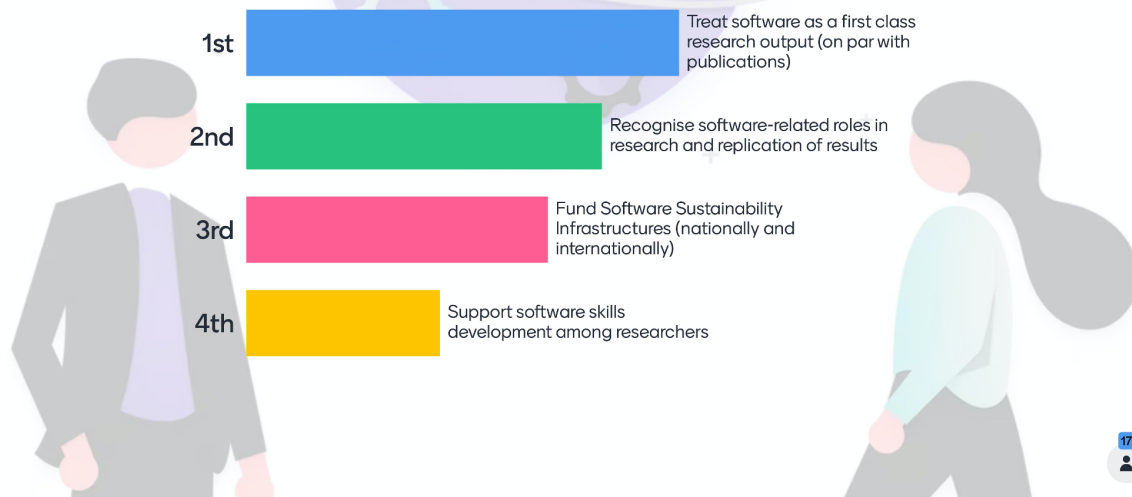 1st
Treat software as a first class
research output (on par with
publications)
2nd
Recognise software-related roles in
research and replication of results
3rd
Fund Software Sustainability
Infrastructures (nationally and
internationally)
4th
Support software skills
development among researchers
17